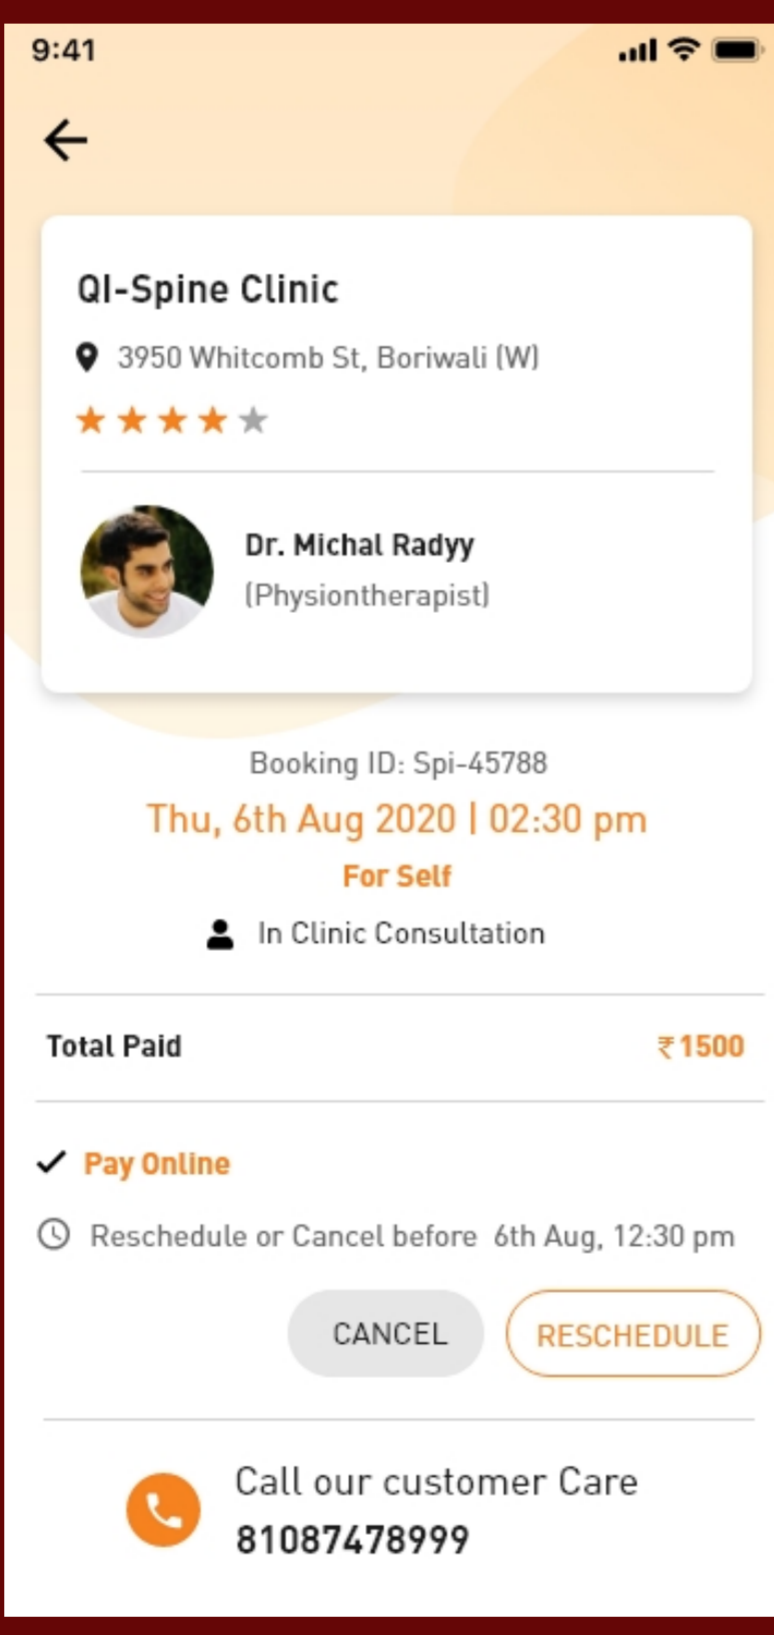 9:41
QI-Spine Clinic
3950 Whitcomb St, Boriwali (W)
Dr. Michal Radyy
(Physiontherapist)
Booking ID: Spi-45788
Thu, 6th Aug 2020 | 02:30 pm
For Self
In Clinic Consultation
Total Paid ₹1500
Pay Online
Reschedule or Cancel before 6th Aug, 12:30 pm
CANCEL RESCHEDULE
Call our customer Care
81087478999